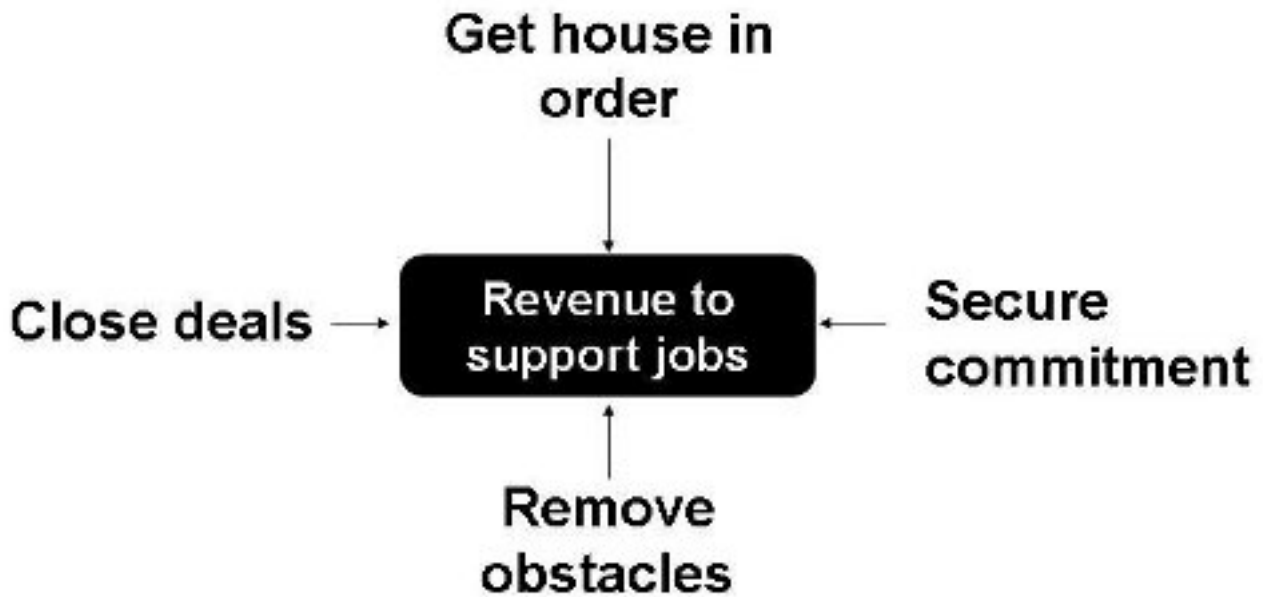 Get house in
order
Close deals
Revenue to
support jobs
Secure
commitment
Remove
obstacles